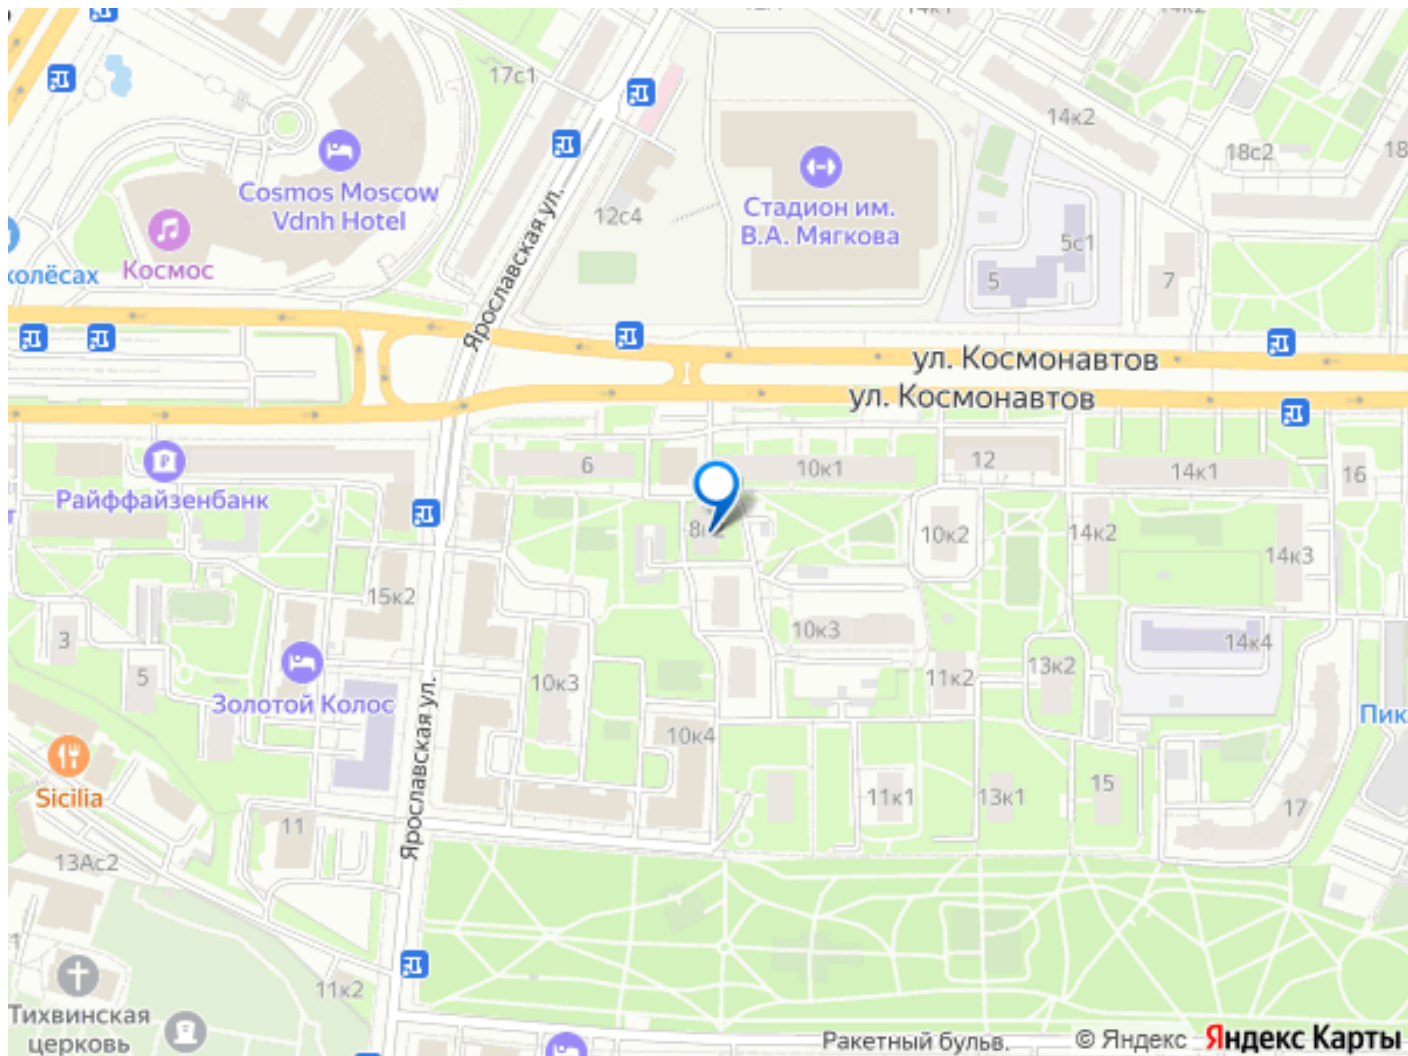 17с1
14к2
18с2
18
Cosmos Moscow
Vdnh Hotel
Космос
колёсах
12с4
Стадион им.
В.А. Мягкова
5с1
5
7
Ярославская ул.
ул. Космонавтов
ул. Космонавтов
6
10к1
12
14к1
16
Райффайзенбанк
т
10к2
14к2
14к3
15к2
10к3
14к4
3
5
Золотой Колос
10к3
11к2
13к2
10к4
Пик
Sicilia
Ярославская ул.
11
11к1
13к1
15
17
13Ас2
11к2
Тихвинская
церковь
Ракетный бульв.
© Яндекс Яндекс Карты